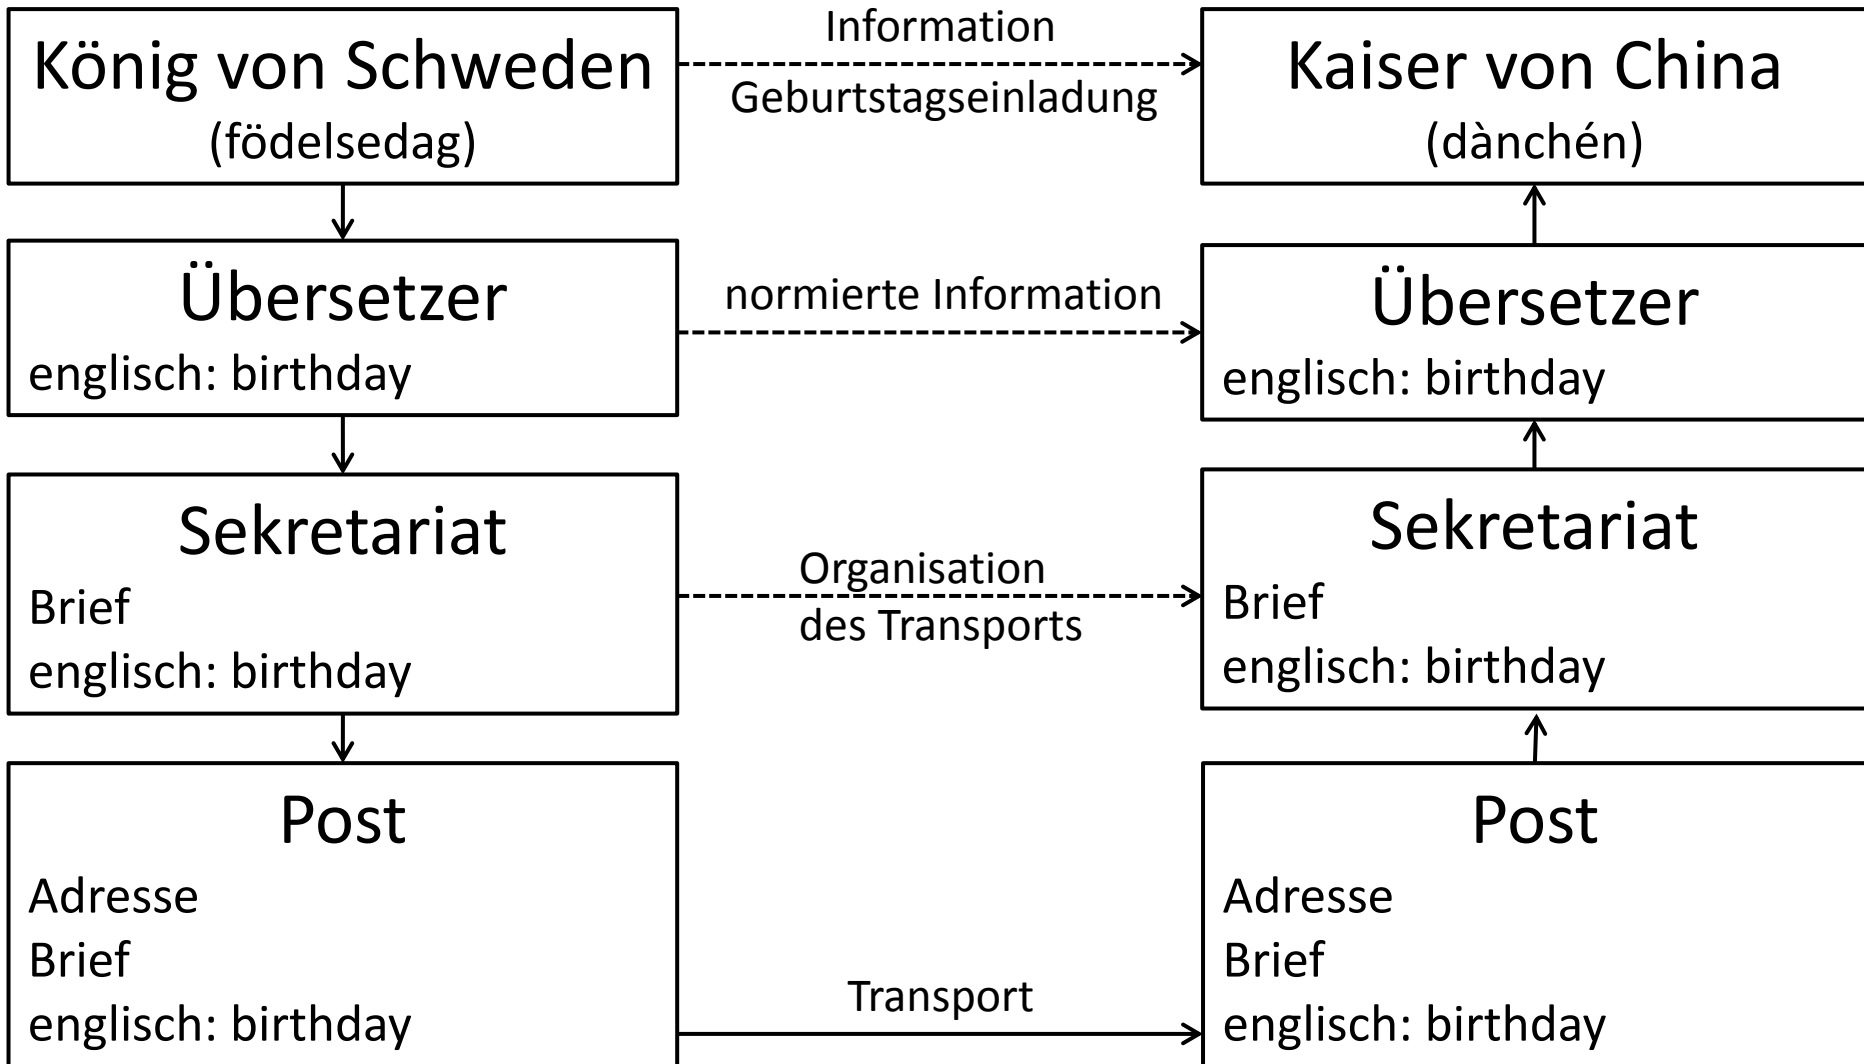 König von Schweden
(födelsedag)
Information
Geburtstagseinladung
Kaiser von China
(dànchén)
Übersetzer
englisch: birthday
normierte Information
Übersetzer
englisch: birthday
Sekretariat
Brief
englisch: birthday
Organisation
des Transports
Sekretariat
Brief
englisch: birthday
Post
Adresse
Brief
englisch: birthday
Transport
Post
Adresse
Brief
englisch: birthday